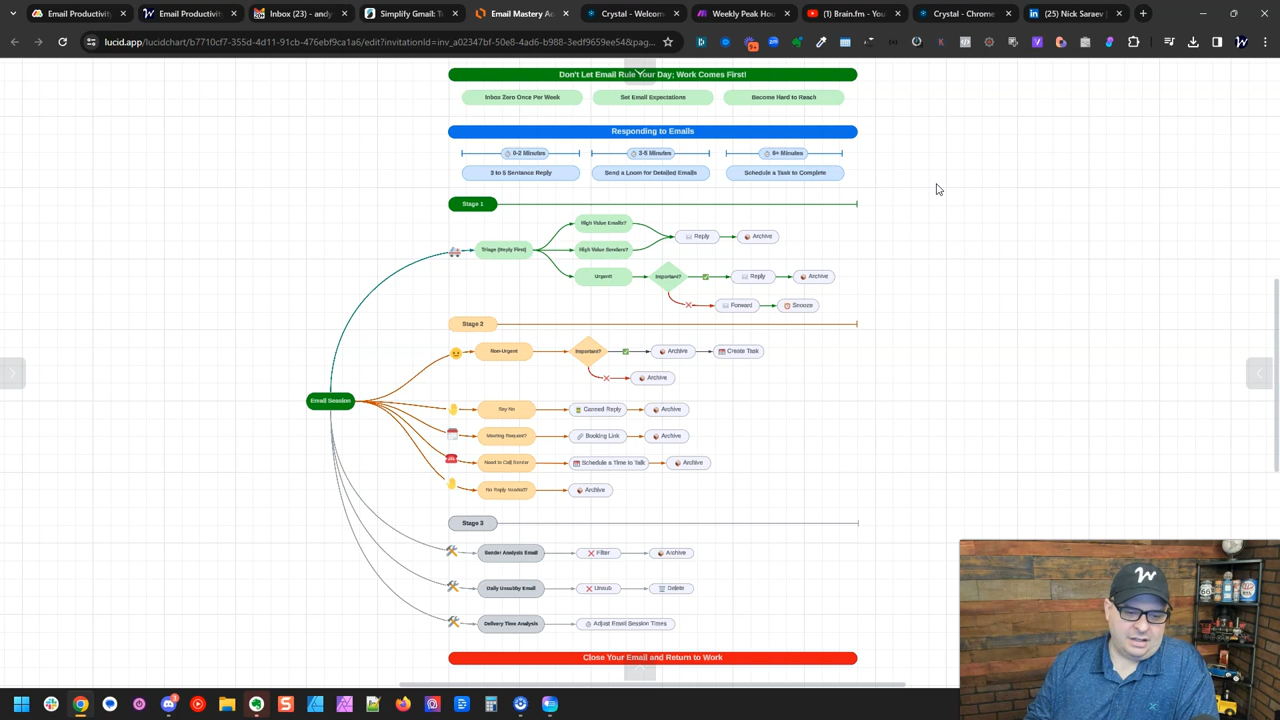 Email Productivity
Email Productivity
Inbox (23) -
Simplify Gmail: T
Mastery
Crystal - Welcom
Weekly Peak Hou
(1) Brain.fm - You
Crystal - Chrome
(25) Nick Saraev
lucid.app/lucidchart/b7710cf7-355d-4d11-91cb-476ebf9ca1a6/edit?invitationId=inv_a02347bf-50e8-4ad6-b988-3edf9659ee54&pag...
Don't Let Email Rule Your Day; Work Comes First!
Inbox Zero Once Per Week
Set Email Expectations
Become Hard to Reach
Responding to Emails
0-2 Minutes
3-5 Minutes
6+ Minutes
3 to 5 Sentence Reply
Send a Loom for Detailed Emails
Schedule a Task to Complete
Stage 1
High Value Emails?
Reply
Archive
Triage (Reply First)
High Value Senders?
Urgent
Important?
Reply
Archive
Forward
Snooze
Stage 2
Non-Urgent
Important?
Archive
Create Task
Archive
Email Session
Say No
Canned Reply
Archive
Meeting Request?
Booking Link
Archive
Need to Call Sender
Schedule a Time to Talk
Archive
No Reply Needed?
Archive
Stage 3
Sender Analysis Email
Filter
Archive
Daily Unsubby Email
Unsub
Delete
Delivery Time Analysis
Adjust Email Session Times
Close Your Email and Return to Work